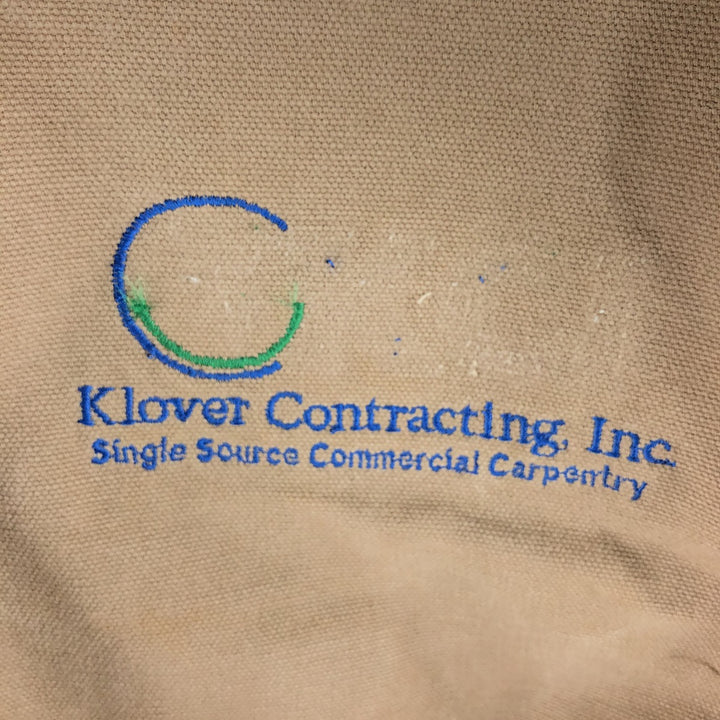 Klover Contracting, Inc.
Single Source Commercial Carpentry